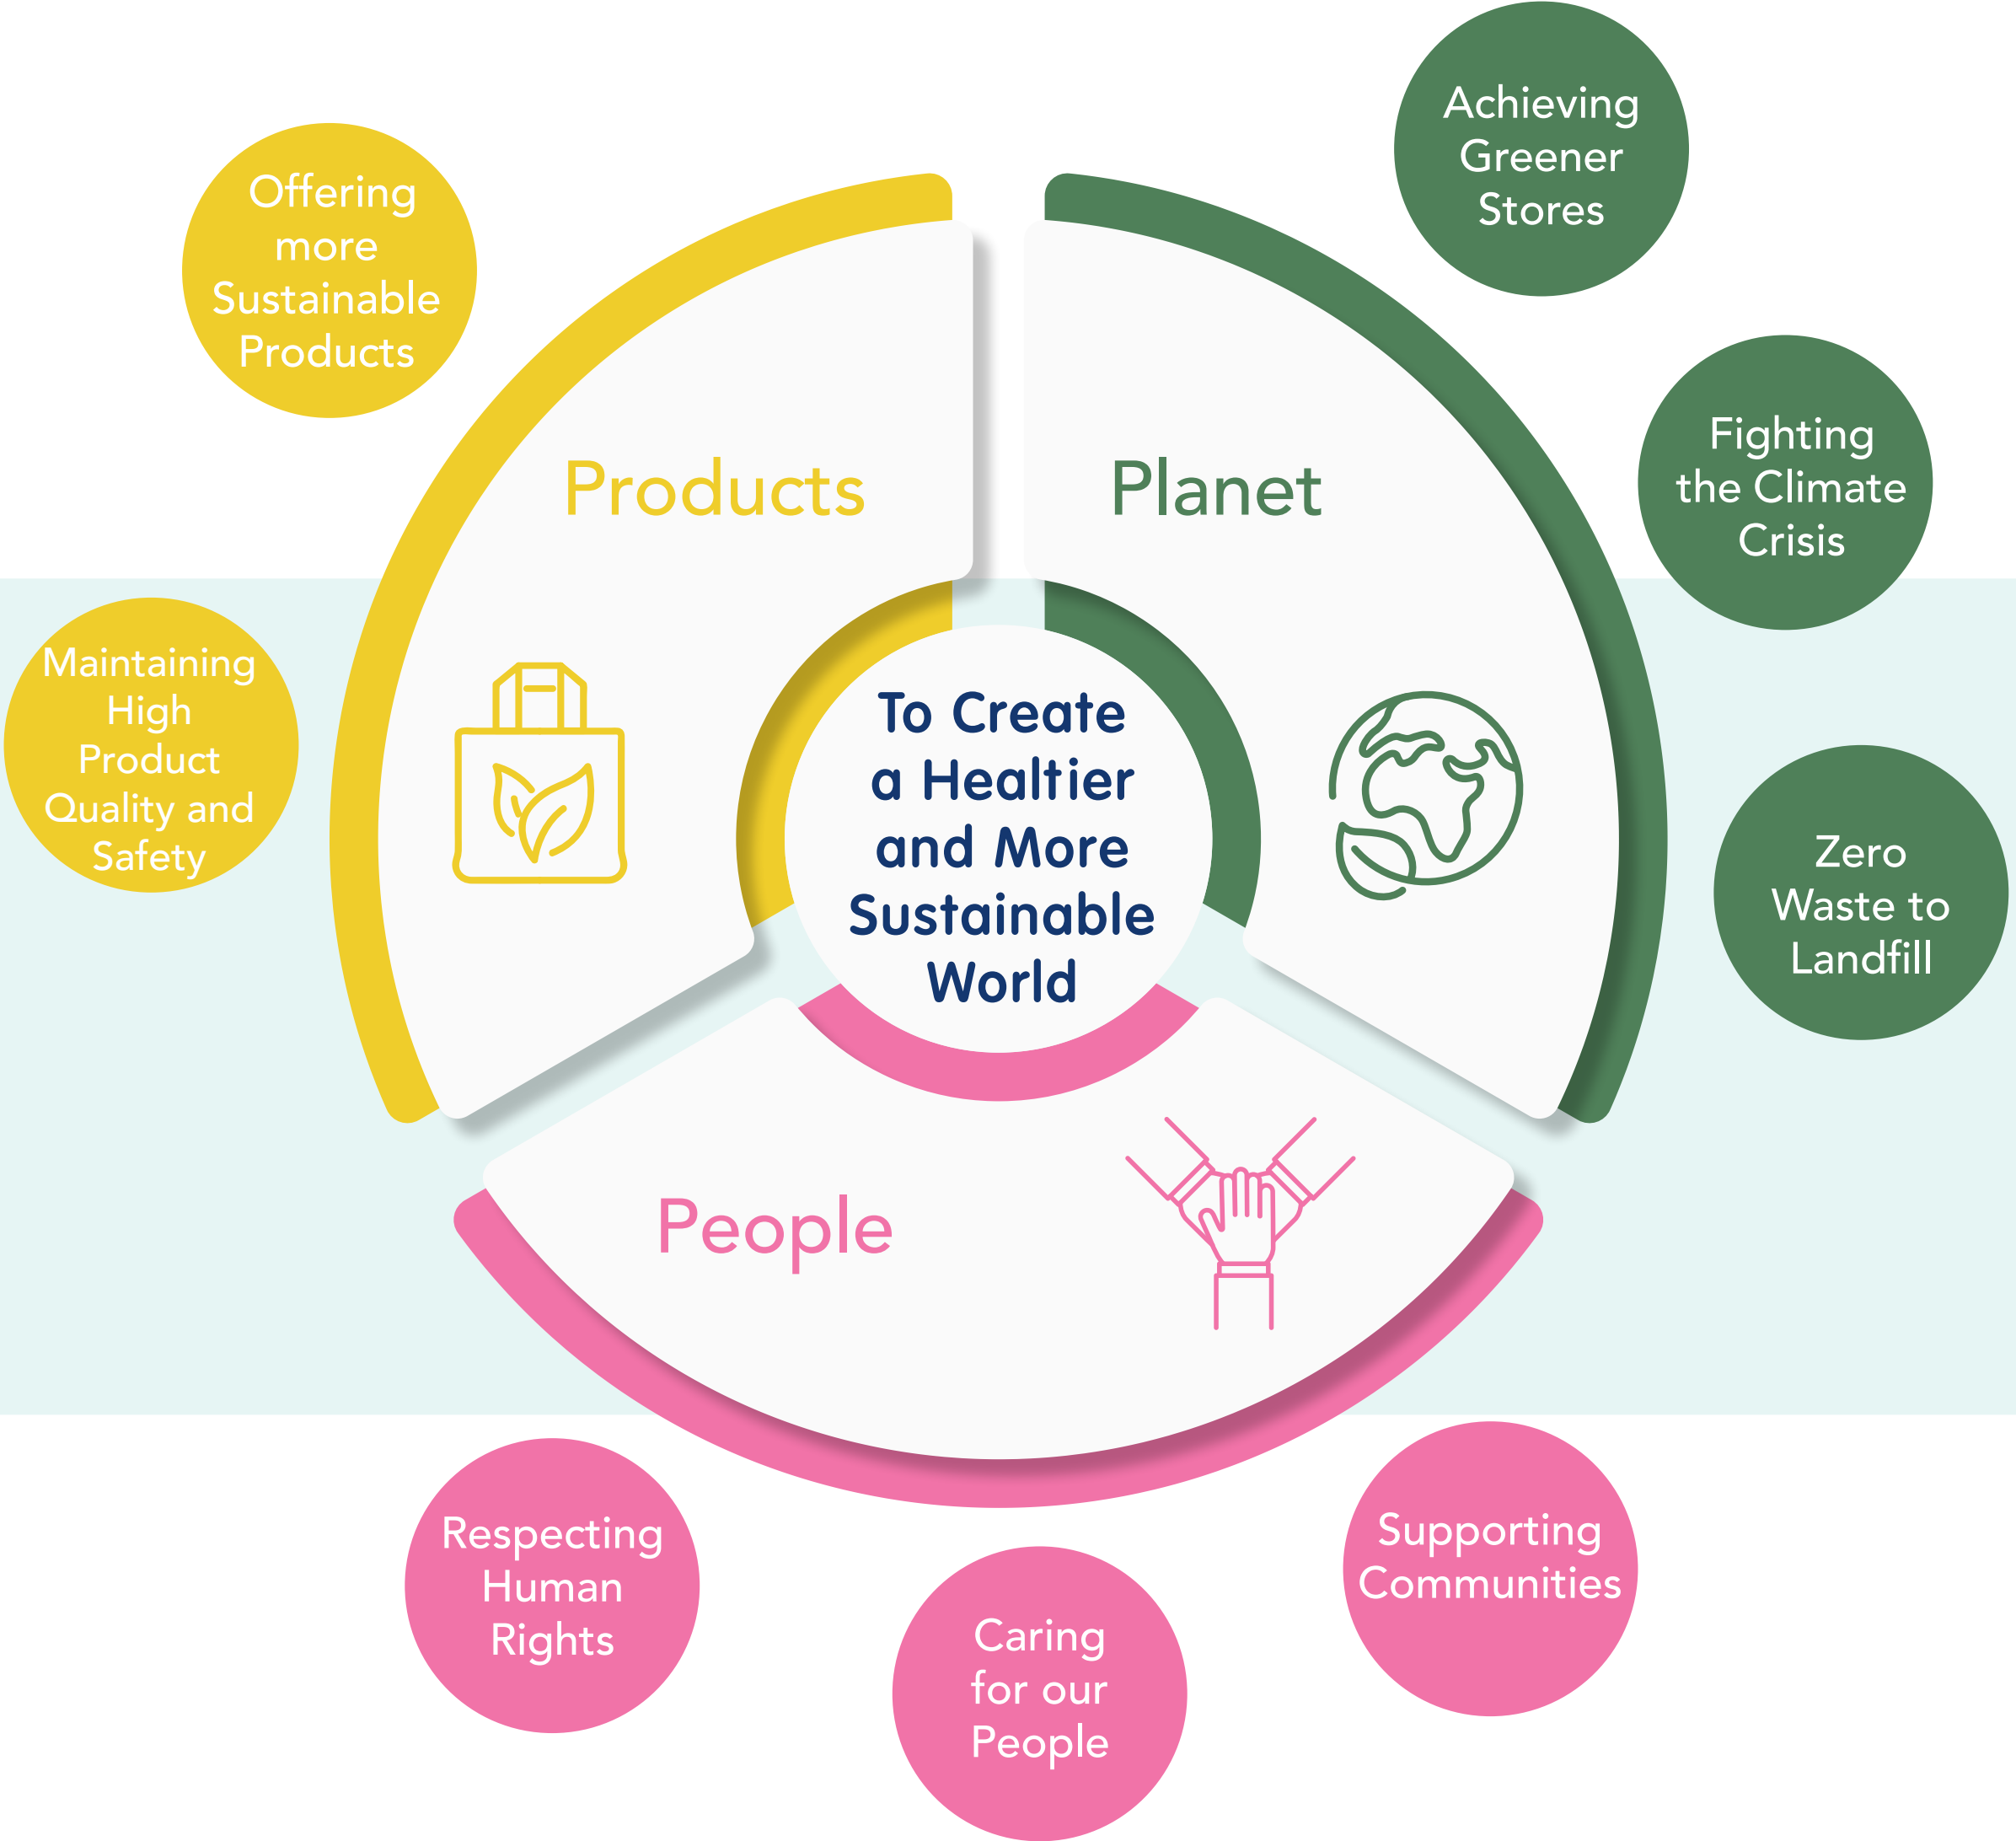 Achieving
Greener
Stores
Offering
more
Sustainable
Products
Fighting
the Climate
Crisis
Products
Planet
Maintaining
High
Product
Quality and
Safety
To Create
a Healtier
and More
Sustainable
World
Zero
Waste to
Landfill
People
Respecting
Human
Rights
Caring
for our
People
Supporting
Communities